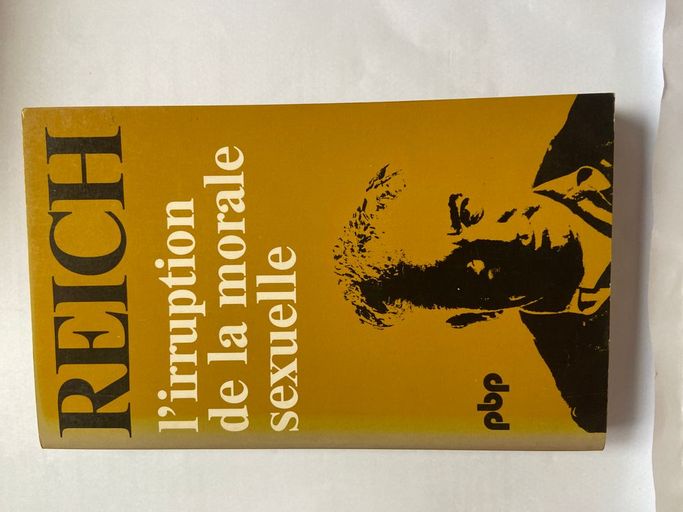 REICH
l'irruption
de la morale
sexuelle
pbp